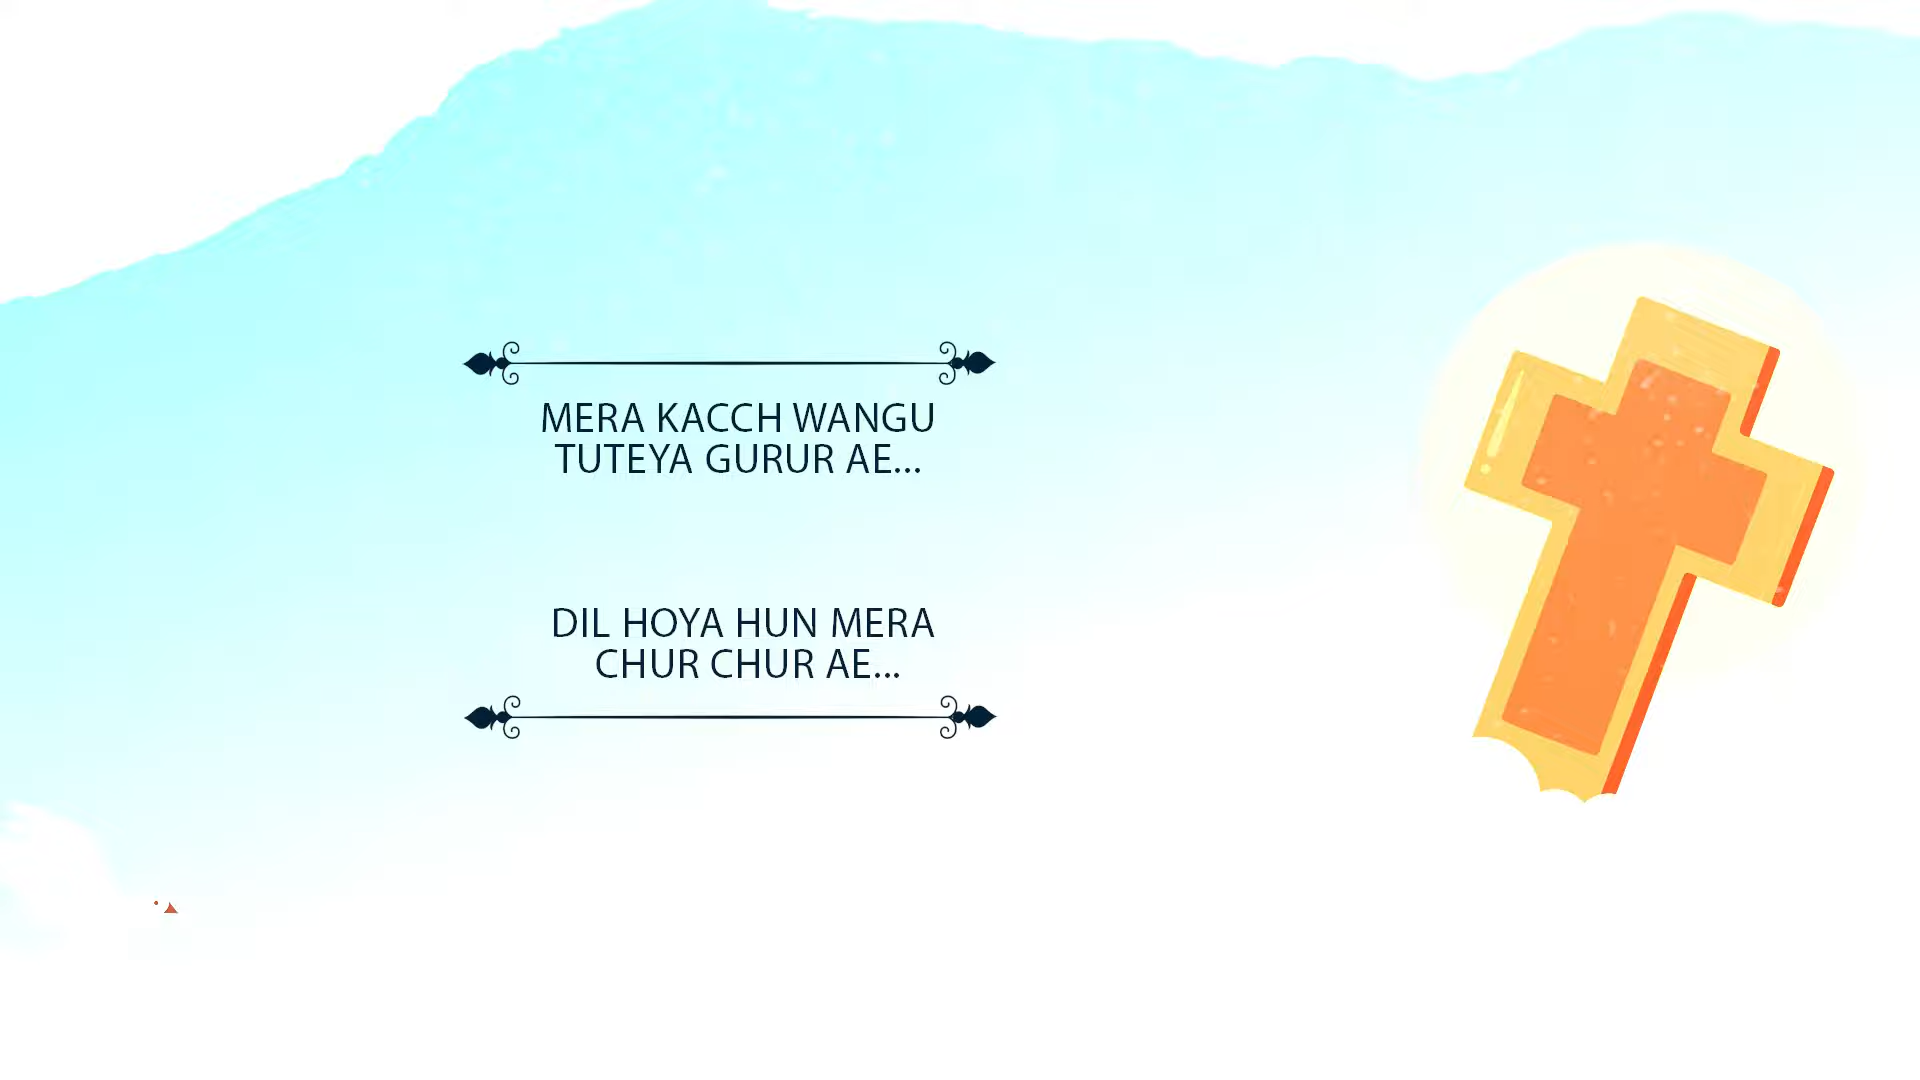 MERA KACCH WANGU
TUTEYA GURUR AE...
DIL HOYA HUN MERA
CHUR CHUR AE...